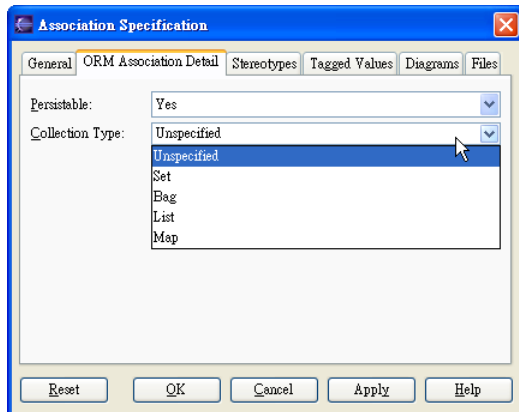 Association Specification
General ORM Association Detail Stereotypes Tagged Values Diagrams Files
Persistable: Yes
Collection Type: Unspecified
Unspecified
Set
Bag
List
Map
Reset OK Cancel Apply Help